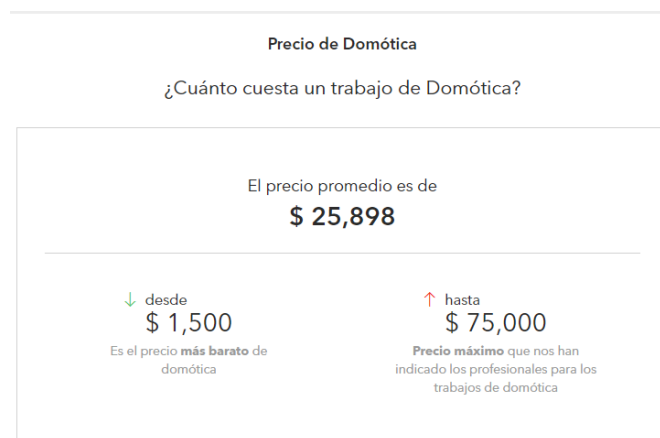 Precio de Domótica
¿Cuánto cuesta un trabajo de Domótica?
El precio promedio es de
$ 25,898
desde
$ 1,500
Es el precio más barato de
domótica
hasta
$ 75,000
Precio máximo que nos han
indicado los profesionales para los
trabajos de domótica